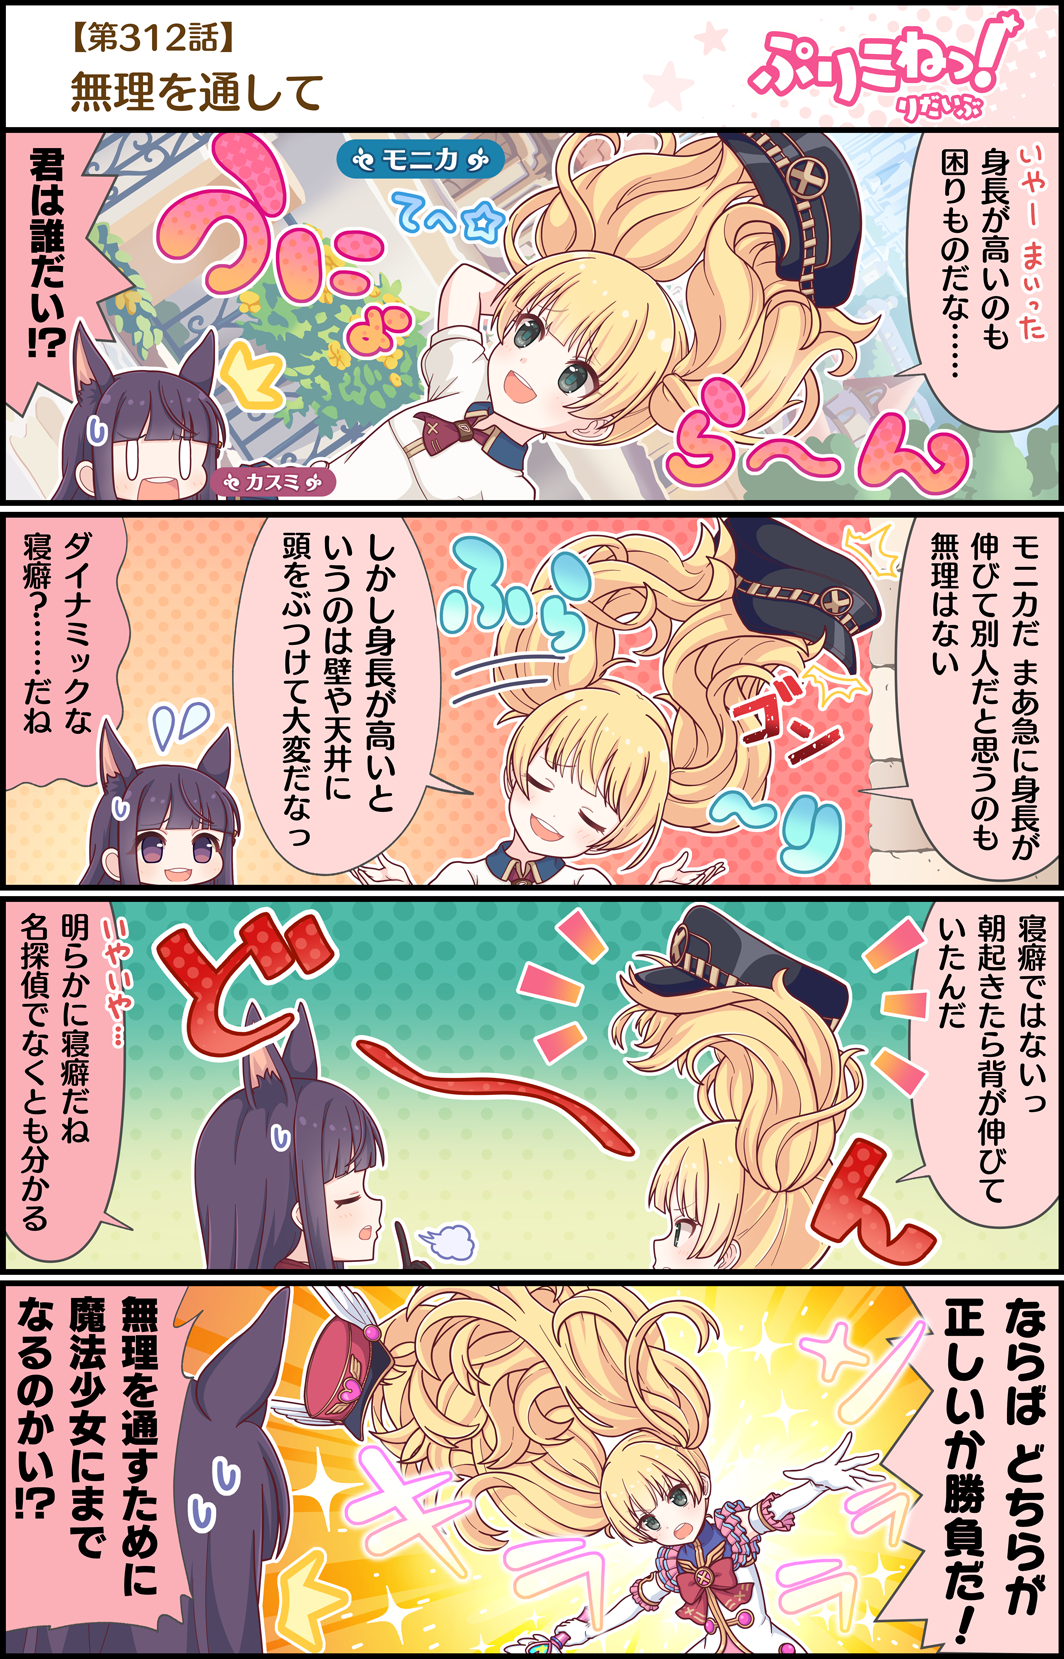 【第312話】
無理を通して
ぷりこねっ!
りだいぶ
いやー まいった
身長が高いのも
困りものだな……
モニカ
てへ☆
うにょ
ら〜ん
君は誰だい!?
カスミ
モニカだ まあ急に身長が
伸びて別人だと思うのも
無理はない
ゴン
ふら
〜り
しかし身長が高いと
いうのは壁や天井に
頭をぶつけて大変だなっ
ダイナミックな
寝癖?………だね
寝癖ではないっ
朝起きたら背が伸びて
いたんだ
ど
ーん
いやいや…
明らかに寝癖だね
名探偵でなくとも分かる
ならば どちらが
正しいか勝負だ!
キラキラ
無理を通すために
魔法少女にまで
なるのかい!?